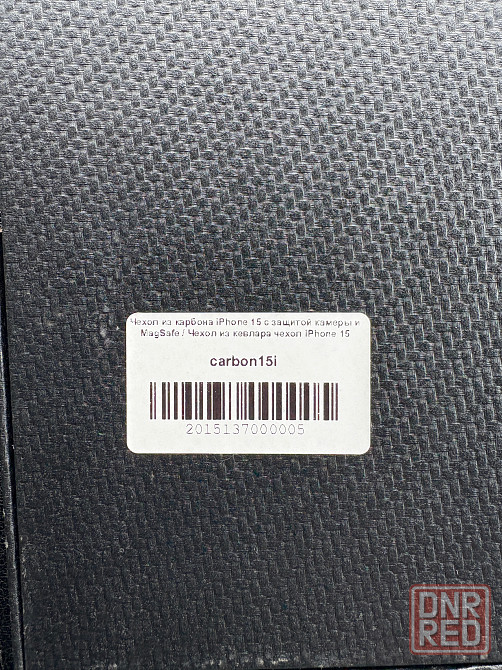 Чехол из карбона iPhone 15 с защитой камеры и
MagSafe / Чехол из кевлара чехол iPhone 15
carbon15i
2015137000005
DNR
RED